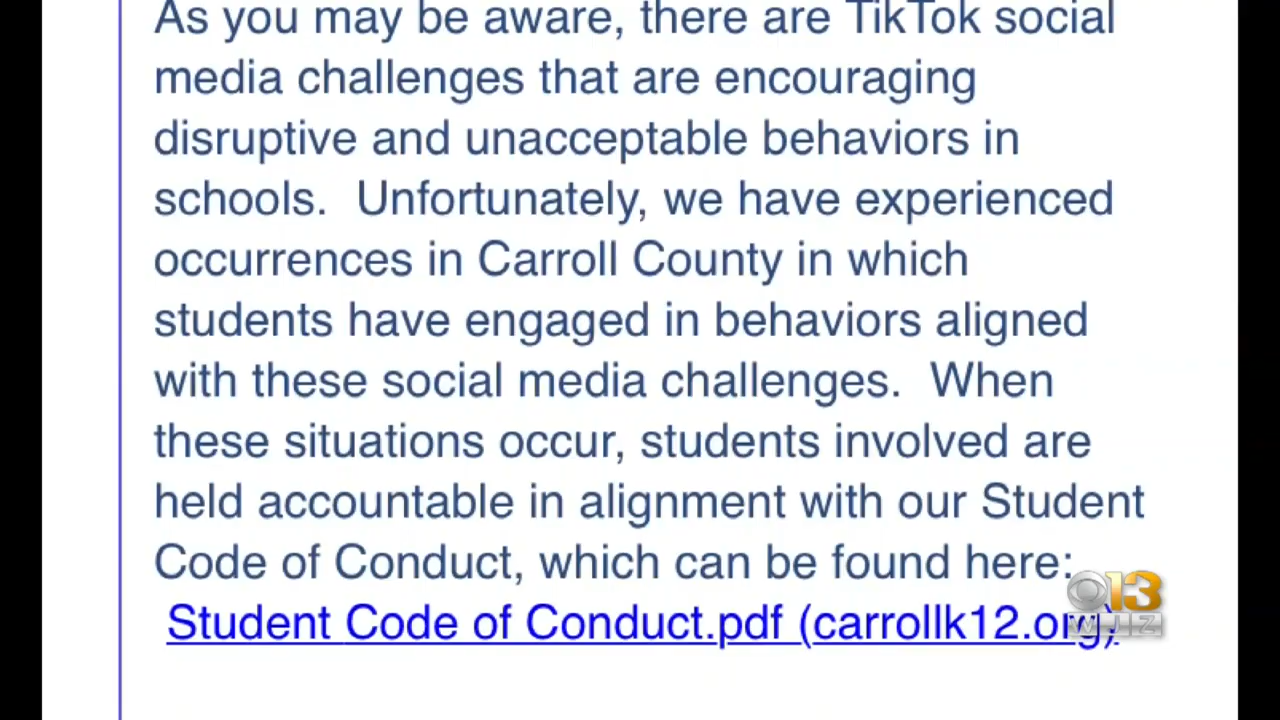 As you may be aware, there are TikTok social
media challenges that are encouraging
disruptive and unacceptable behaviors in
schools.  Unfortunately, we have experienced
occurrences in Carroll County in which
students have engaged in behaviors aligned
with these social media challenges.  When
these situations occur, students involved are
held accountable in alignment with our Student
Code of Conduct, which can be found here:
Student Code of Conduct.pdf (carrollk12.org).
13
WJZ